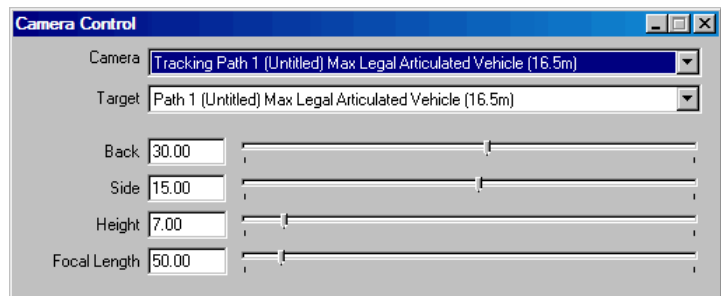 Camera Control
Camera Tracking Path 1 (Untitled) Max Legal Articulated Vehicle (16.5m)
Target Path 1 (Untitled) Max Legal Articulated Vehicle (16.5m)
Back 30.00
Side 15.00
Height 7.00
Focal Length 50.00